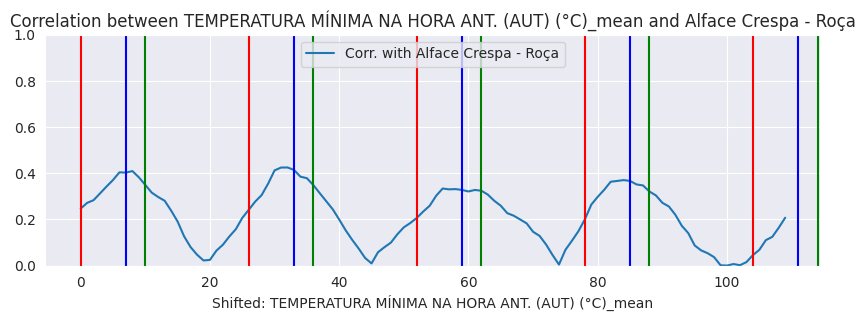 Correlation between TEMPERATURA MÍNIMA NA HORA ANT. (AUT) (°C)_mean and Alface Crespa - Roça
Corr. with Alface Crespa - Roça
1.0
0.8
0.6
0.4
0.2
0.0
0 20 40 60 80 100
Shifted: TEMPERATURA MÍNIMA NA HORA ANT. (AUT) (°C)_mean